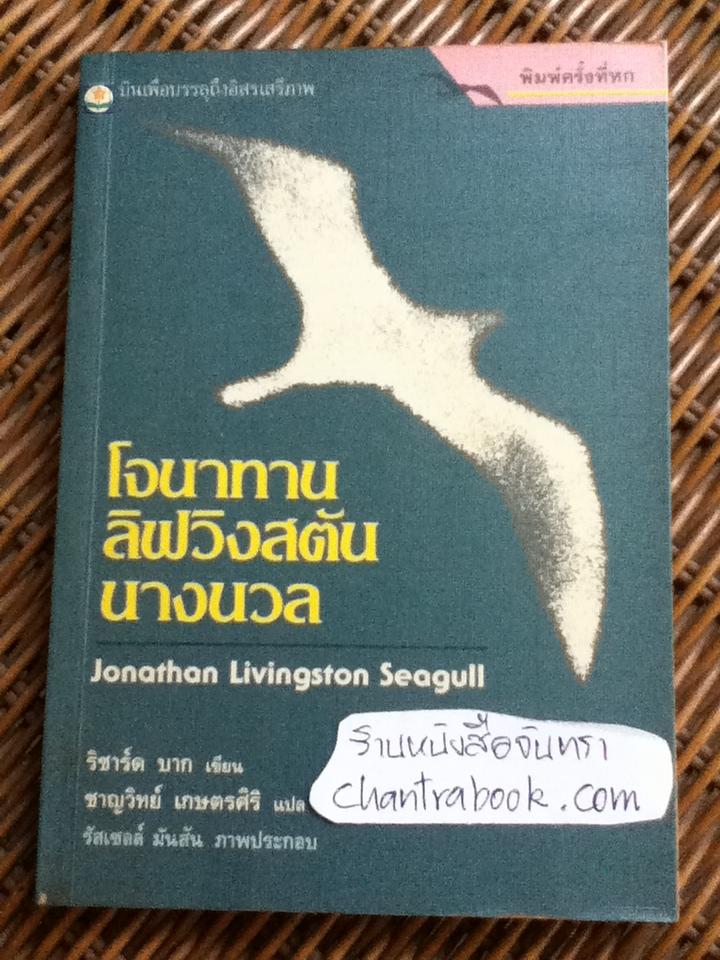 บินเพื่อบรรลุถึงอิสรเสรีภาพ
พิมพ์ครั้งที่หก
โจนาทาน
ลิฟวิงสตัน
นางนวล
Jonathan Livingston Seagull
ริชาร์ด บาก เขียน
ชาญวิทย์ เกษตรศิริ แปล
รัสเซลล์ มันสัน ภาพประกอบ
ร้านหนังสือจันทรา
chantrabook.com